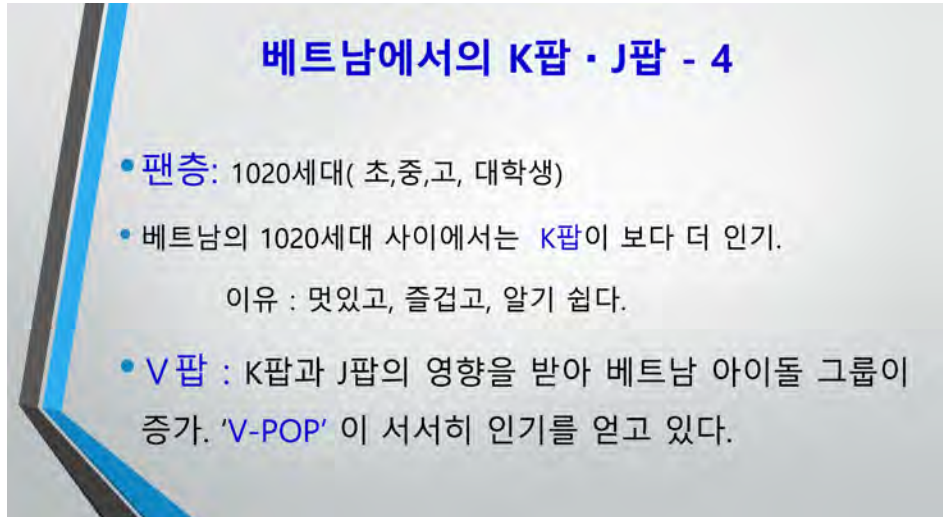 베트남에서의 K팝 · J팝 - 4
• 팬층: 1020세대( 초,중,고, 대학생)
• 베트남의 1020세대 사이에서는 K팝이 보다 더 인기.
이유 : 멋있고, 즐겁고, 알기 쉽다.
• V팝 : K팝과 J팝의 영향을 받아 베트남 아이돌 그룹이
증가. 'V-POP' 이 서서히 인기를 얻고 있다.